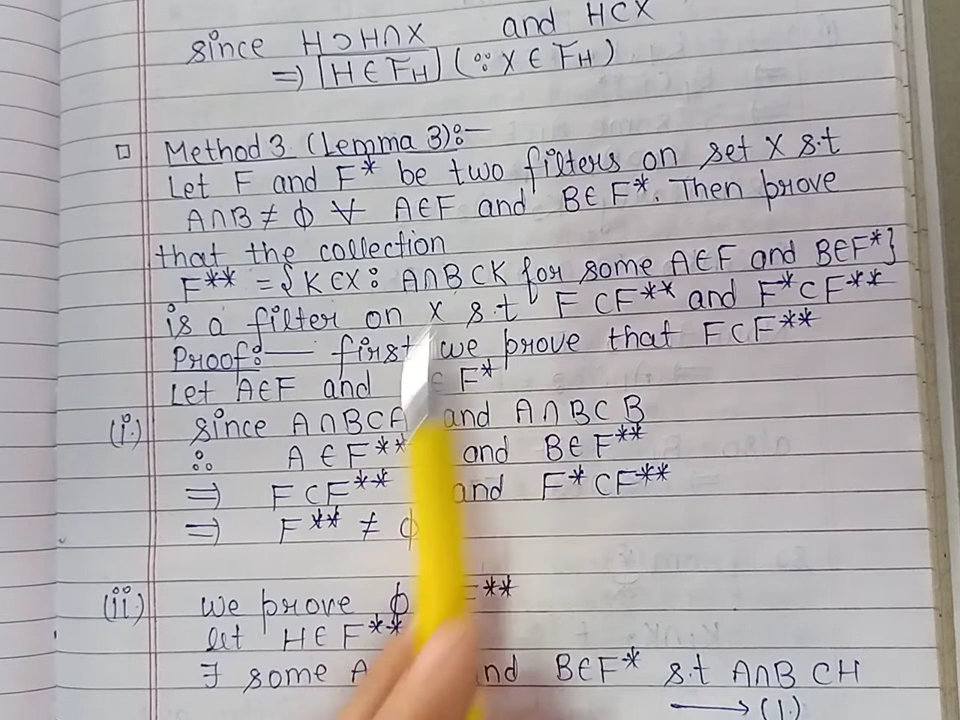 since H⊃H∩X and H⊂X
⇒ H∈F_H (∵ X∈F_H)
□ Method 3 (Lemma 3):—
Let F and F* be two filters on set X s.t
A∩B ≠ ϕ ∀ A∈F and B∈F*. Then prove
that the collection
F** = {K∈X: A∩B⊂K for some A∈F and B∈F*}
is a filter on X s.t F⊂F** and F*⊂F**
Proof:— first we prove that F⊂F**
Let A∈F and ∈ F*
(i.) since A∩B⊂A and A∩B⊂B
∴ A∈F** and B∈F**
⇒ F⊂F** and F*⊂F**
⇒ F** ≠ ϕ
(ii.) we prove ϕ F**
let H∈F**
∃ some A and B∈F* s.t A∩B⊂H
→ (1.)